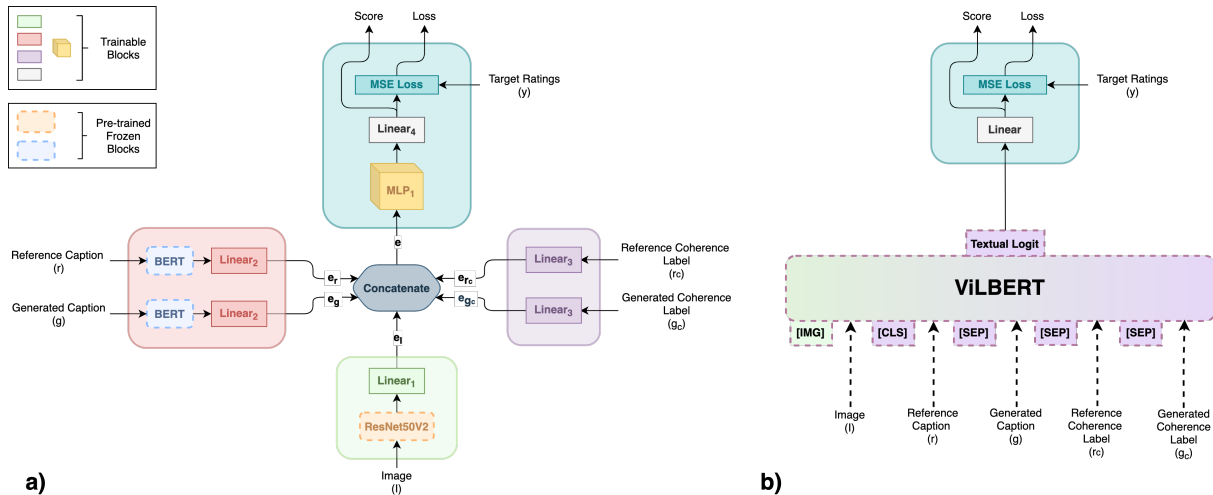 Trainable
Blocks
Pre-trained
Frozen
Blocks
Score
Loss
MSE Loss
Target Ratings
(y)
Linear4
MLP1
e
Reference Caption
(r)
BERT
Linear2
er
Generated Caption
(g)
BERT
Linear2
eg
Concatenate
erc
egc
Linear3
Reference Coherence
Label
(rc)
Linear3
Generated Coherence
Label
(gc)
eI
Linear1
ResNet50V2
Image
(I)
a)
Score
Loss
MSE Loss
Target Ratings
(y)
Linear
Textual Logit
ViLBERT
[IMG]
[CLS]
[SEP]
[SEP]
[SEP]
Image
(I)
Reference
Caption
(r)
Generated
Caption
(g)
Reference
Coherence
Label
(rc)
Generated
Coherence
Label
(gc)
b)